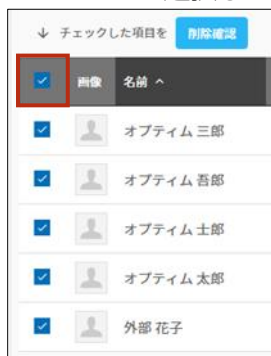 ↓ チェックした項目を 削除確認
画像 名前 ^
オプティム 三郎
オプティム 吾郎
オプティム 士郎
オプティム 太郎
外部 花子